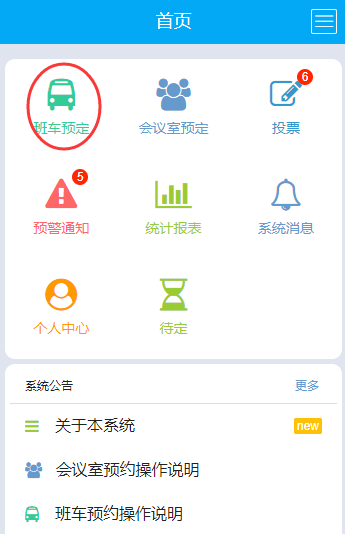 首页
班车预定
会议室预定
6
投票
5
预警通知
统计报表
系统消息
个人中心
待定
系统公告
更多
关于本系统
new
会议室预约操作说明
班车预约操作说明